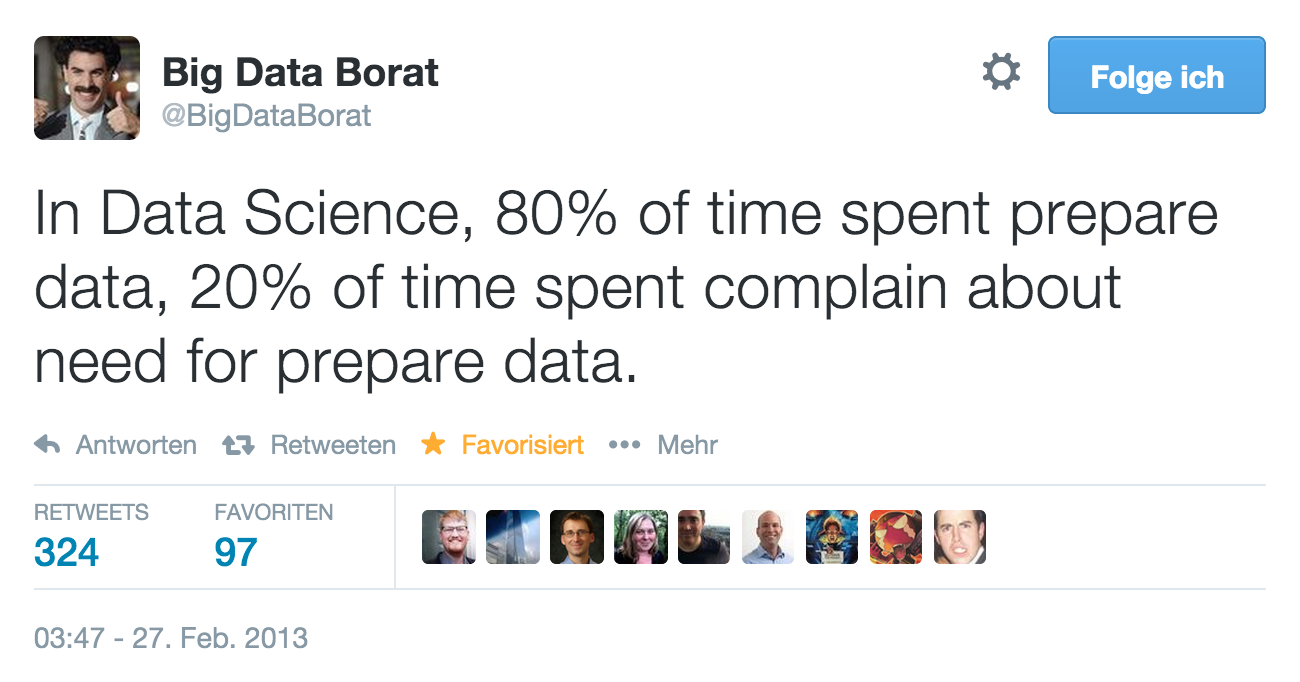 Big Data Borat
@BigDataBorat
Folge ich
In Data Science, 80% of time spent prepare
data, 20% of time spent complain about
need for prepare data.
Antworten Retweeten Favorisiert Mehr
RETWEETS FAVORITEN
324 97
03:47 - 27. Feb. 2013